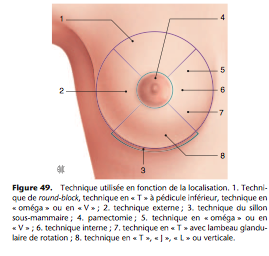 1
4
5
2
6
7
8
3
Figure 49. Technique utilisée en fonction de la localisation. 1. Techni-
que de round-block, technique en « T » à pédicule inférieur, technique en
« oméga » ou en « V » ; 2. technique externe ; 3. technique du sillon
sous-mammaire ; 4. pamectomie ; 5. technique en « oméga » ou en
« V » ; 6. technique interne ; 7. technique en « T » avec lambeau glandu-
laire de rotation ; 8. technique en « T », « J », « L » ou verticale.